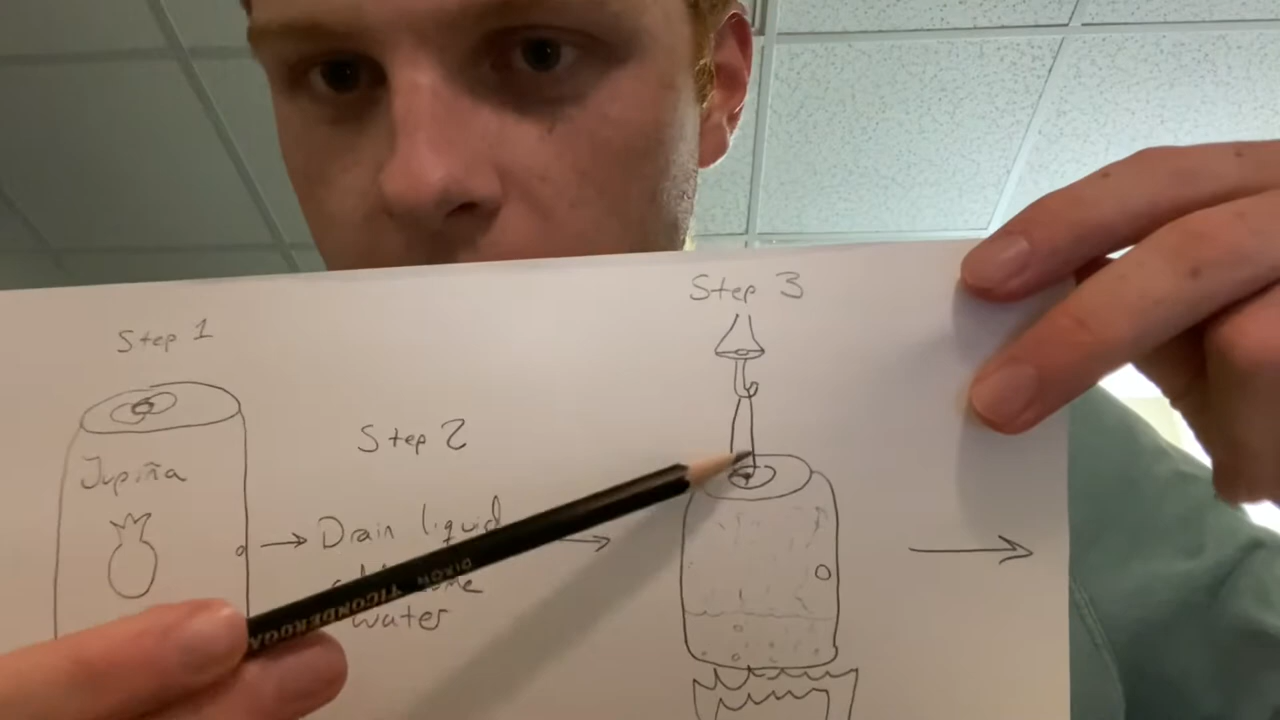 Step 1
Jupiña
Step 2
Drain liquid
water
Step 3
DIXON TICONDEROGA